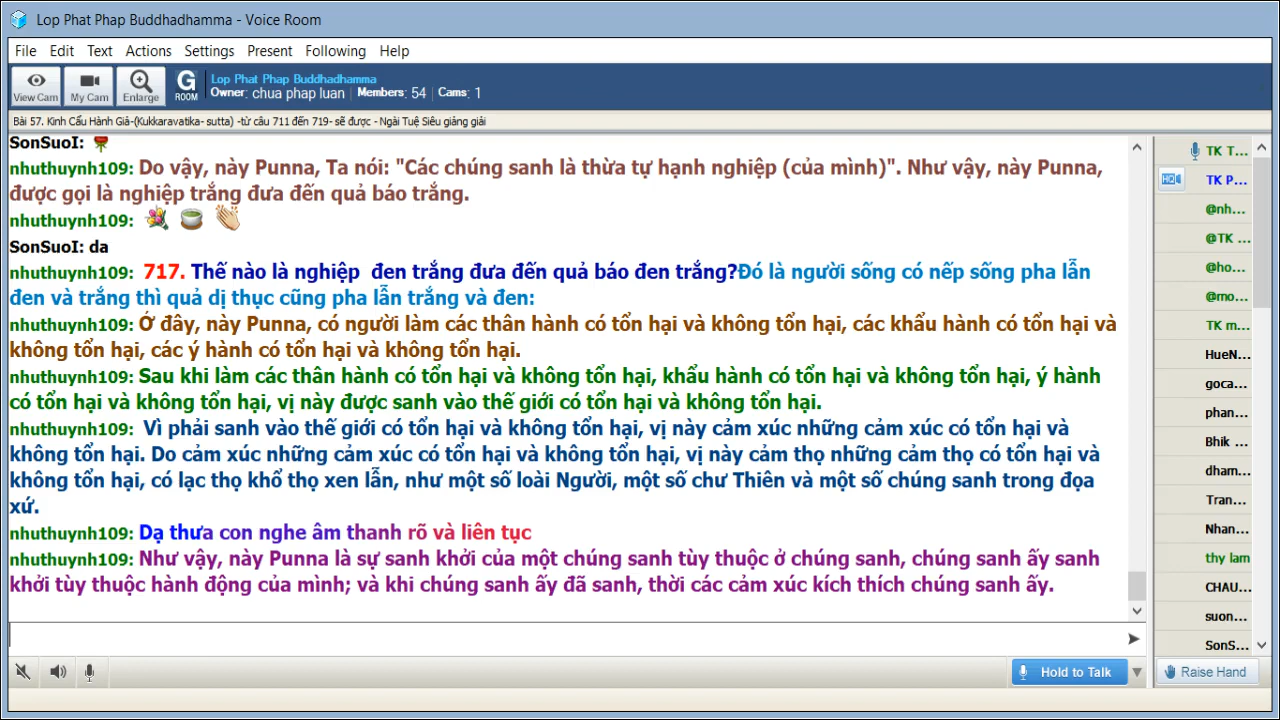 Lop Phat Phap Buddhadhamma - Voice Room
File Edit Text Actions Settings Present Following Help
View Cam My Cam Enlarge G ROOM
Lop Phat Phap Buddhadhamma
Owner: chua phap luan | Members: 54 | Cams: 1
Bài 57. Kinh Cẩu Hành Giả-(Kukkaravatika- sutta) -từ câu 711 đến 719- sẽ được - Ngài Tuệ Siêu giảng giải
SonSuoI:
nhuthuynh109: Do vậy, này Punna, Ta nói: "Các chúng sanh là thừa tự hạnh nghiệp (của mình)". Như vậy, này Punna,
được gọi là nghiệp trắng đưa đến quả báo trắng.
nhuthuynh109:
SonSuoI: da
nhuthuynh109: 717. Thế nào là nghiệp đen trắng đưa đến quả báo đen trắng?Đó là người sống có nếp sống pha lẫn
đen và trắng thì quả dị thục cũng pha lẫn trắng và đen:
nhuthuynh109: Ở đây, này Punna, có người làm các thân hành có tổn hại và không tổn hại, các khẩu hành có tổn hại và
không tổn hại, các ý hành có tổn hại và không tổn hại.
nhuthuynh109: Sau khi làm các thân hành có tổn hại và không tổn hại, khẩu hành có tổn hại và không tổn hại, ý hành
có tổn hại và không tổn hại, vị này được sanh vào thế giới có tổn hại và không tổn hại.
nhuthuynh109: Vì phải sanh vào thế giới có tổn hại và không tổn hại, vị này cảm xúc những cảm xúc có tổn hại và
không tổn hại. Do cảm xúc những cảm xúc có tổn hại và không tổn hại, vị này cảm thọ những cảm thọ có tổn hại và
không tổn hại, có lạc thọ khổ thọ xen lẫn, như một số loài Người, một số chư Thiên và một số chúng sanh trong đọa
xứ.
nhuthuynh109: Dạ thưa con nghe âm thanh rõ và liên tục
nhuthuynh109: Như vậy, này Punna là sự sanh khởi của một chúng sanh tùy thuộc ở chúng sanh, chúng sanh ấy sanh
khởi tùy thuộc hành động của mình; và khi chúng sanh ấy đã sanh, thời các cảm xúc kích thích chúng sanh ấy.
TK T...
HQ TK P...
@nh...
@TK ...
@ho...
@mo...
TK m...
HueN...
goca...
phan...
Bhik ...
dham...
Tran...
Nhan...
thy lam
CHAU...
suon...
SonS...
Hold to Talk
Raise Hand